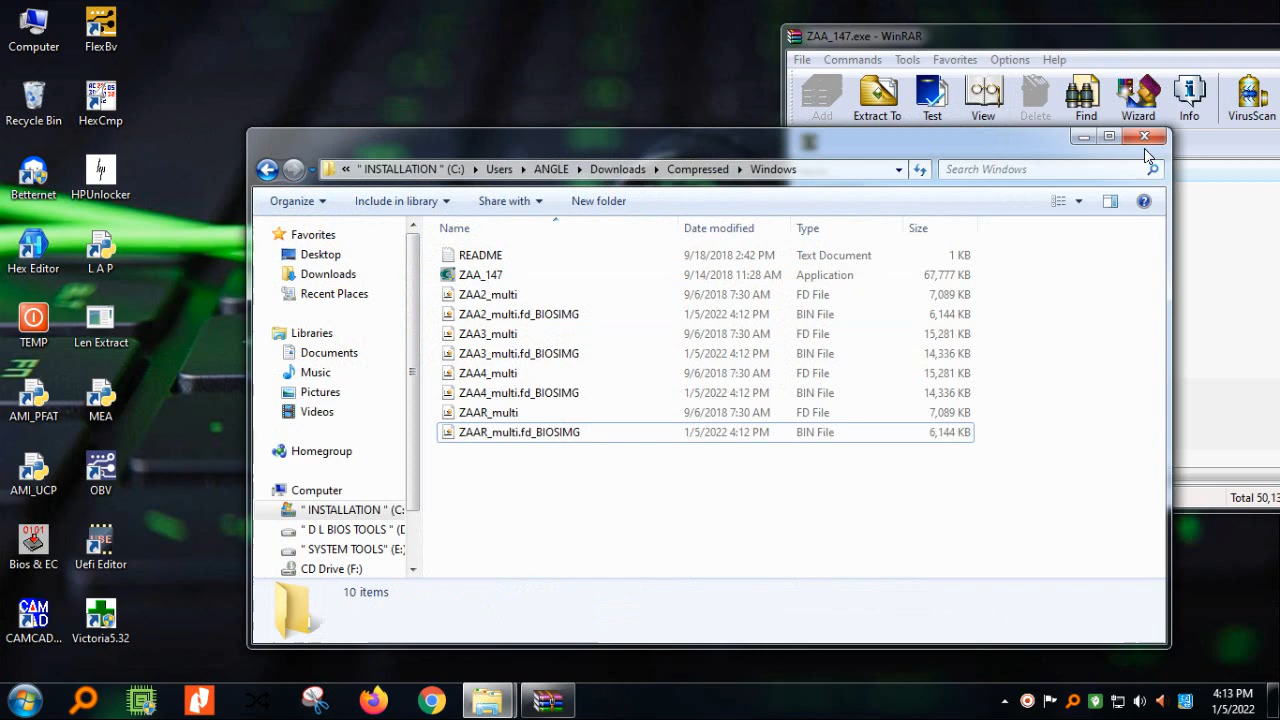 Computer
FlexBv
Recycle Bin
HexCmp
Betternet
HPUnlocker
Hex Editor
L A P
TEMP
Len Extract
AMI_PFAT
MEA
AMI_UCP
OBV
Bios & EC
Uefi Editor
CAMCAD...
Victoria5.32
ZAA_147.exe - WinRAR
File Commands Tools Favorites Options Help
Add Extract To Test View Delete Find Wizard Info VirusScan
« " INSTALLATION " (C:) Users ANGLE Downloads Compressed Windows
Search Windows
Organize Include in library Share with New folder
Favorites
Desktop
Downloads
Recent Places
Libraries
Documents
Music
Pictures
Videos
Homegroup
Computer
" INSTALLATION " (C:
" D L BIOS TOOLS " (D
" SYSTEM TOOLS" (E:)
CD Drive (F:)
Name Date modified Type Size
README 9/18/2018 2:42 PM Text Document 1 KB
ZAA_147 9/14/2018 11:28 AM Application 67,777 KB
ZAA2_multi 9/6/2018 7:30 AM FD File 7,089 KB
ZAA2_multi.fd_BIOSIMG 1/5/2022 4:12 PM BIN File 6,144 KB
ZAA3_multi 9/6/2018 7:30 AM FD File 15,281 KB
ZAA3_multi.fd_BIOSIMG 1/5/2022 4:12 PM BIN File 14,336 KB
ZAA4_multi 9/6/2018 7:30 AM FD File 15,281 KB
ZAA4_multi.fd_BIOSIMG 1/5/2022 4:12 PM BIN File 14,336 KB
ZAAR_multi 9/6/2018 7:30 AM FD File 7,089 KB
ZAAR_multi.fd_BIOSIMG 1/5/2022 4:12 PM BIN File 6,144 KB
10 items
Total 50,13
4:13 PM
1/5/2022